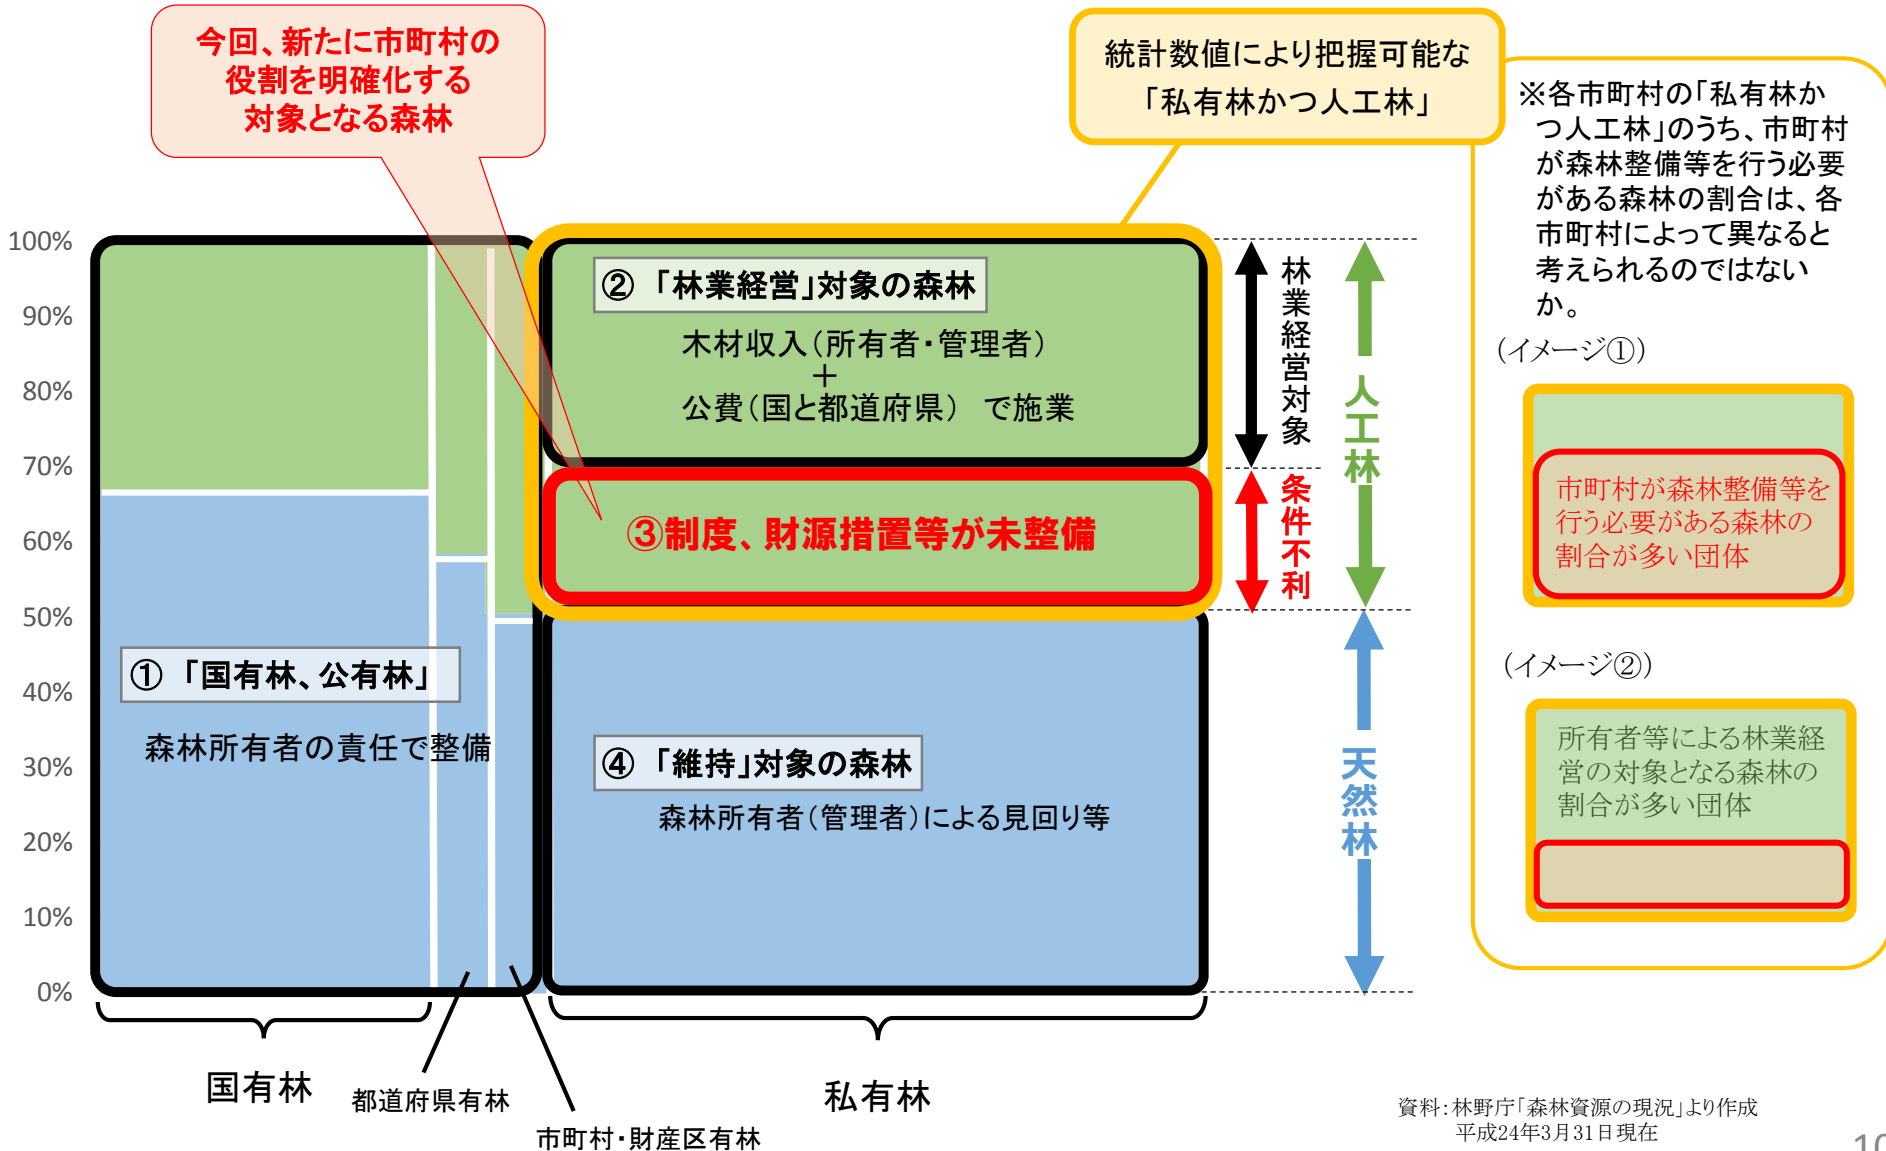 今回、新たに市町村の
役割を明確化する
対象となる森林
統計数値により把握可能な
「私有林かつ人工林」
※各市町村の「私有林か
つ人工林」のうち、市町村
が森林整備等を行う必要
がある森林の割合は、各
市町村によって異なると
考えられるのではない
か。
100%
90%
80%
70%
60%
50%
40%
30%
20%
10%
0%
② 「林業経営」対象の森林
木材収入（所有者・管理者）
＋
公費（国と都道府県） で施業
③制度、財源措置等が未整備
① 「国有林、公有林」
森林所有者の責任で整備
④ 「維持」対象の森林
森林所有者（管理者）による見回り等
林業経営対象
条件不利
人工林
天然林
（イメージ①）
市町村が森林整備等を
行う必要がある森林の
割合が多い団体
（イメージ②）
所有者等による林業経
営の対象となる森林の
割合が多い団体
国有林
都道府県有林
市町村・財産区有林
私有林
資料：林野庁「森林資源の現況」より作成
平成24年3月31日現在
10